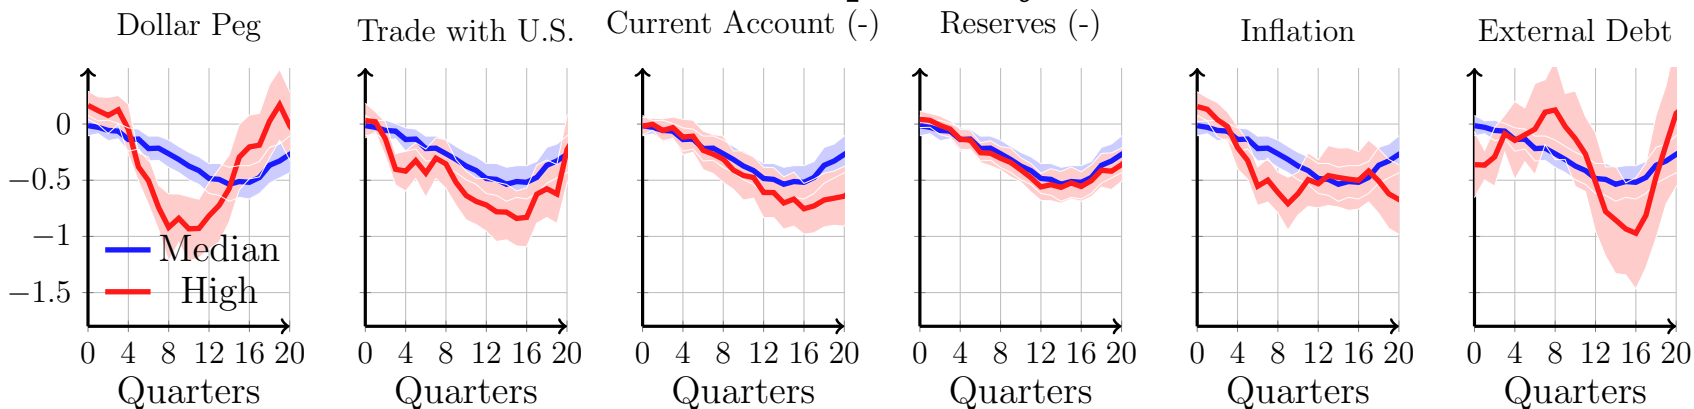 Dollar Peg
Trade with U.S.
Current Account (-)
Reserves (-)
Inflation
External Debt
0
−0.5
−1
−1.5
Median
High
0 4 8 12 16 20
0 4 8 12 16 20
0 4 8 12 16 20
0 4 8 12 16 20
0 4 8 12 16 20
0 4 8 12 16 20
Quarters
Quarters
Quarters
Quarters
Quarters
Quarters